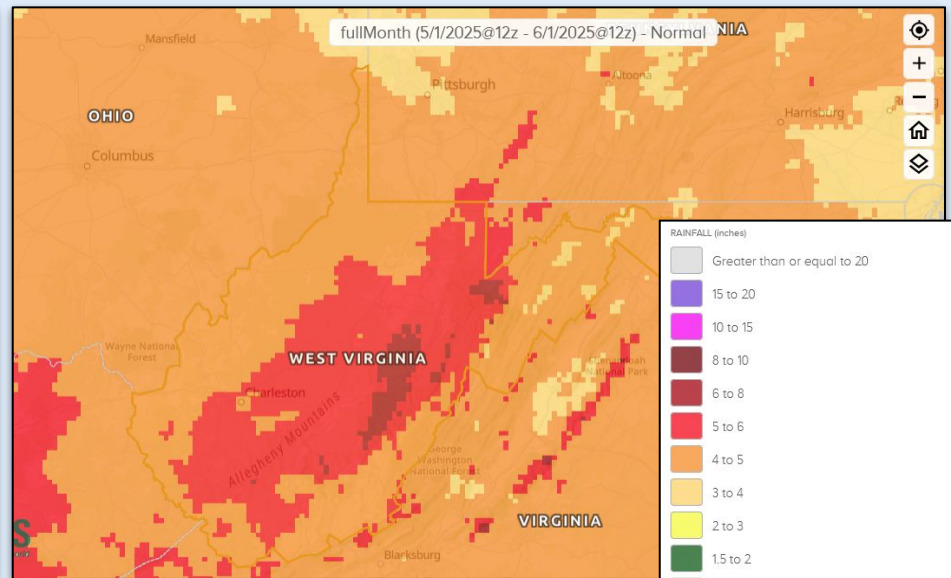 fullMonth (5/1/2025@12z - 6/1/2025@12z) - Normal
Mansfield
Pittsburgh
Altoona
Harrisburg
OHIO
Columbus
Wayne National
Forest
WEST VIRGINIA
Charleston
Allegheny Mountains
National Park
George
Washington
National Forest
VIRGINIA
Blacksburg
RAINFALL (inches)
Greater than or equal to 20
15 to 20
10 to 15
8 to 10
6 to 8
5 to 6
4 to 5
3 to 4
2 to 3
1.5 to 2